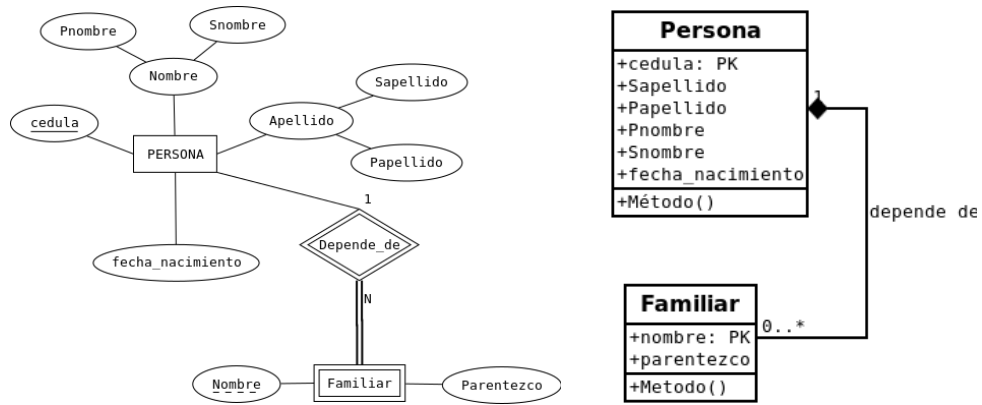 Pnombre
Snombre
Nombre
Sapellido
cedula
Apellido
PERSONA
Papellido
1
Depende_de
fecha_nacimiento
N
Nombre
Familiar
Parentezco
Persona
+cedula: PK
+Sapellido
+Papellido
+Pnombre
+Snombre
+fecha_nacimiento
+Método()
1
depende de
Familiar
0..*
+nombre: PK
+parentezco
+Metodo()